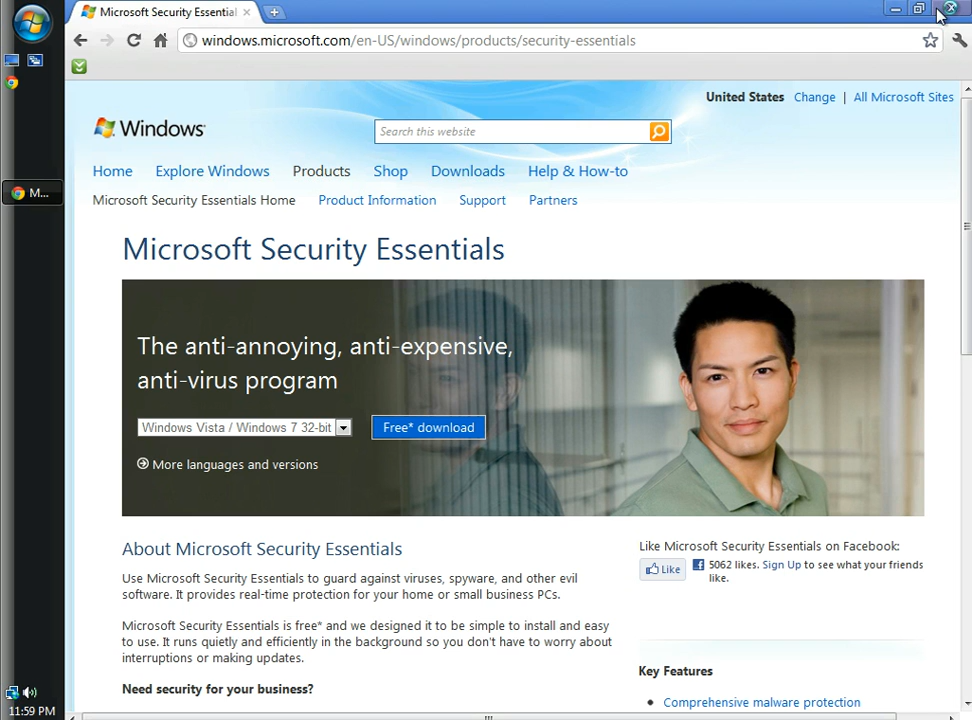 Microsoft Security Essential
windows.microsoft.com/en-US/windows/products/security-essentials
United States Change | All Microsoft Sites
Windows
Search this website
Home Explore Windows Products Shop Downloads Help & How-to
Microsoft Security Essentials Home Product Information Support Partners
M...
Microsoft Security Essentials
The anti-annoying, anti-expensive,
anti-virus program
Windows Vista / Windows 7 32-bit Free* download
More languages and versions
About Microsoft Security Essentials
Use Microsoft Security Essentials to guard against viruses, spyware, and other evil
software. It provides real-time protection for your home or small business PCs.
Microsoft Security Essentials is free* and we designed it to be simple to install and easy
to use. It runs quietly and efficiently in the background so you don't have to worry about
interruptions or making updates.
Need security for your business?
Like Microsoft Security Essentials on Facebook:
Like 5062 likes. Sign Up to see what your friends
like.
Key Features
Comprehensive malware protection
11:59 PM